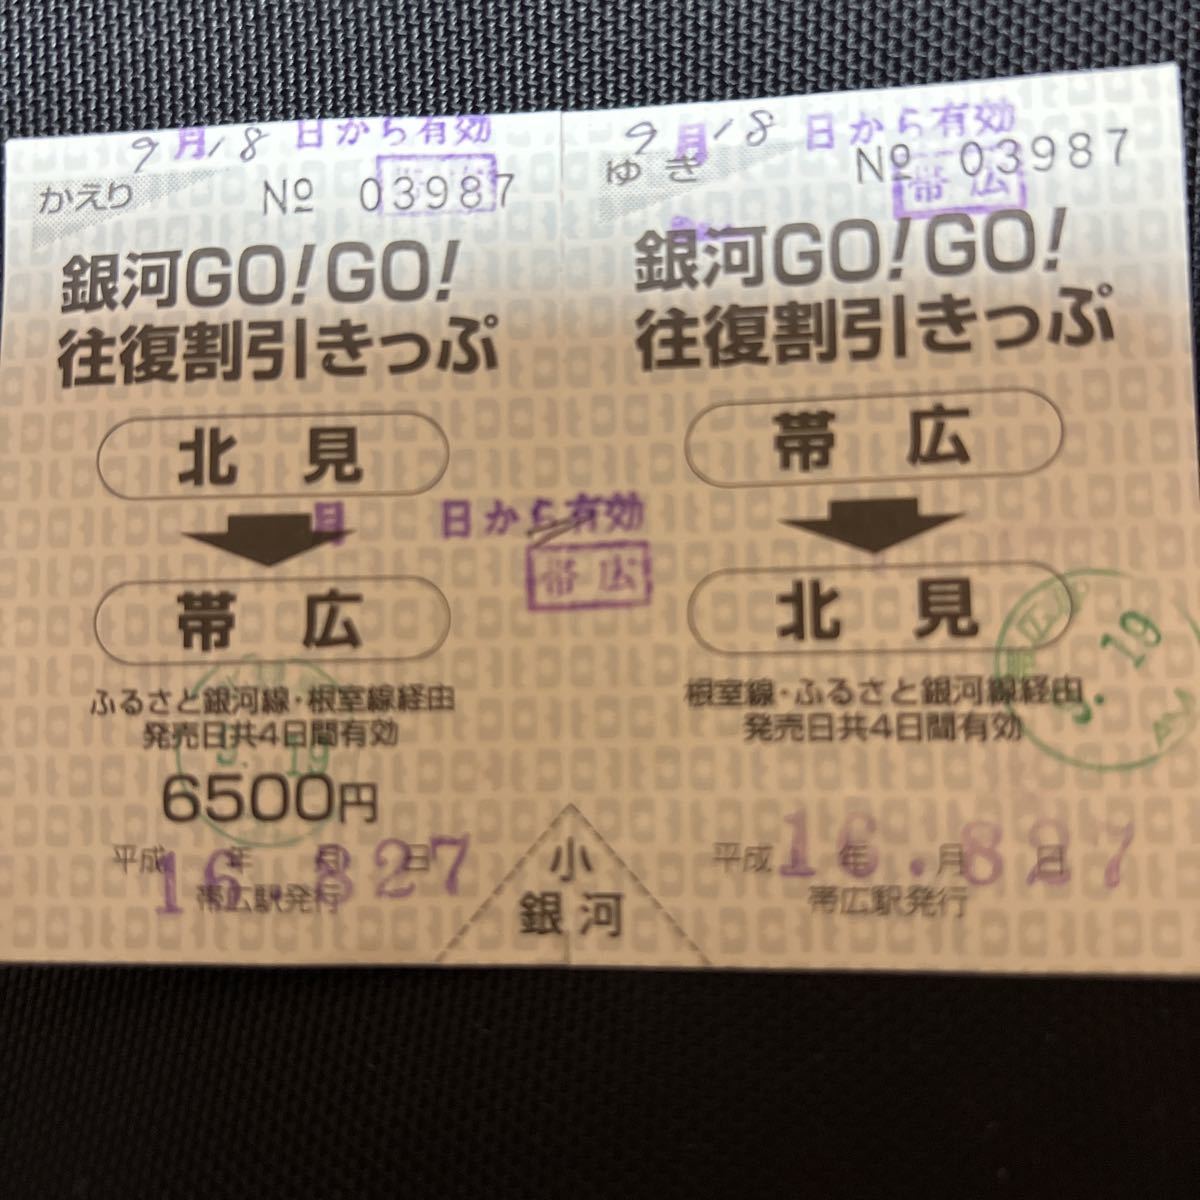 9月18日から有効
かえり
No 03987
銀河GO!GO!
往復割引きっぷ
北見
帯広
ふるさと銀河線・根室線経由
発売日共4日間有効
6500円
平成16年 月827日
帯広駅発行
月 日から有効
帯広
小
銀河
9月18日から有効
ゆき
No 03987
帯広
銀河GO!GO!
往復割引きっぷ
帯広
北見
根室線・ふるさと銀河線経由
発売日共4日間有効
9.19
平成16年.月827日
帯広駅発行